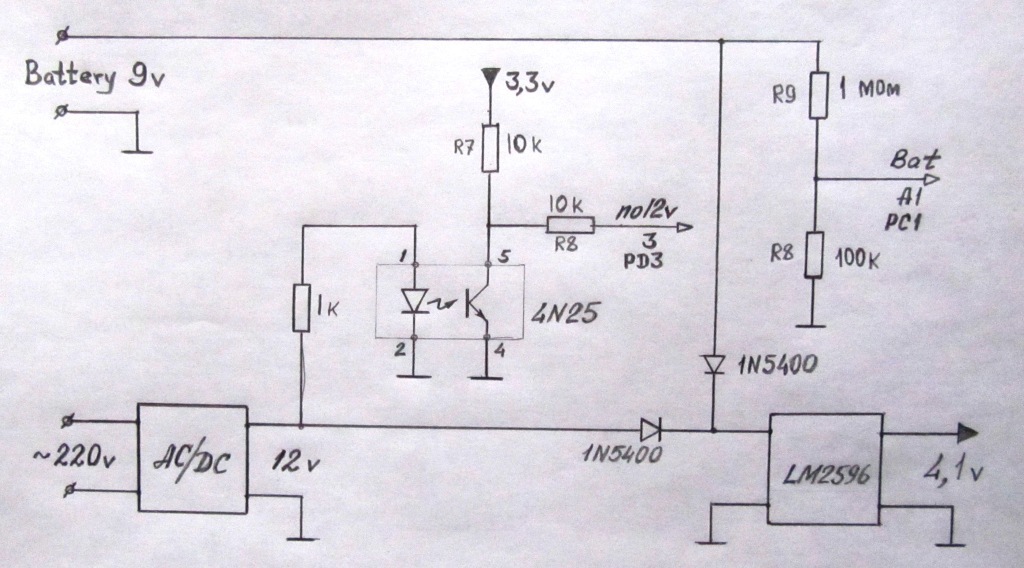 Battery 9v
3,3v
R7 10k
R9 1 МОм
Bat
A1
PC1
10k
R8
no12v
3
PD3
R8 100k
1k
1 5
2 4
4N25
1N5400
1N5400
~220v
AC/DC
12v
LM2596
4,1v